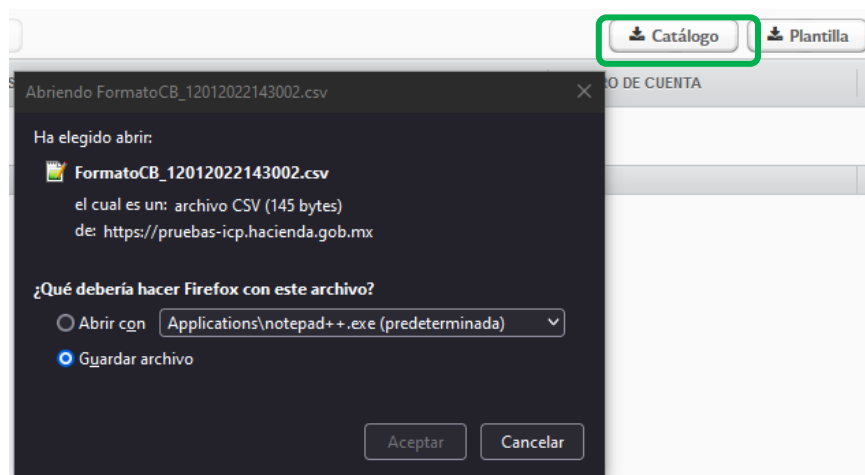 Catálogo
Plantilla
RO DE CUENTA
Abriendo FormatoCB_12012022143002.csv
Ha elegido abrir:
FormatoCB_12012022143002.csv
el cual es un: archivo CSV (145 bytes)
de: https://pruebas-icp.hacienda.gob.mx
¿Qué debería hacer Firefox con este archivo?
Abrir con Applications\notepad++.exe (predeterminada)
Guardar archivo
Aceptar Cancelar